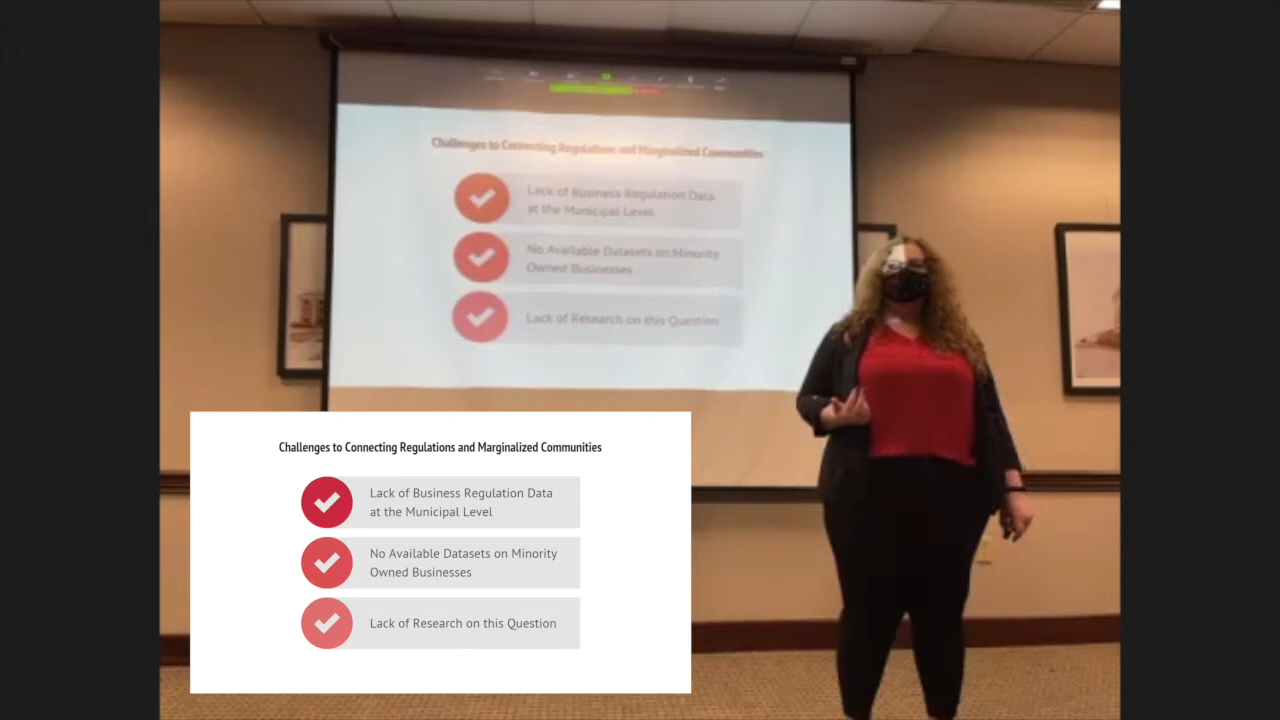 Challenges to Connecting Regulations and Marginalized Communities
Lack of Business Regulation Data
at the Municipal Level
No Available Datasets on Minority
Owned Businesses
Lack of Research on this Question
Challenges to Connecting Regulations and Marginalized Communities
Lack of Business Regulation Data
at the Municipal Level
No Available Datasets on Minority
Owned Businesses
Lack of Research on this Question